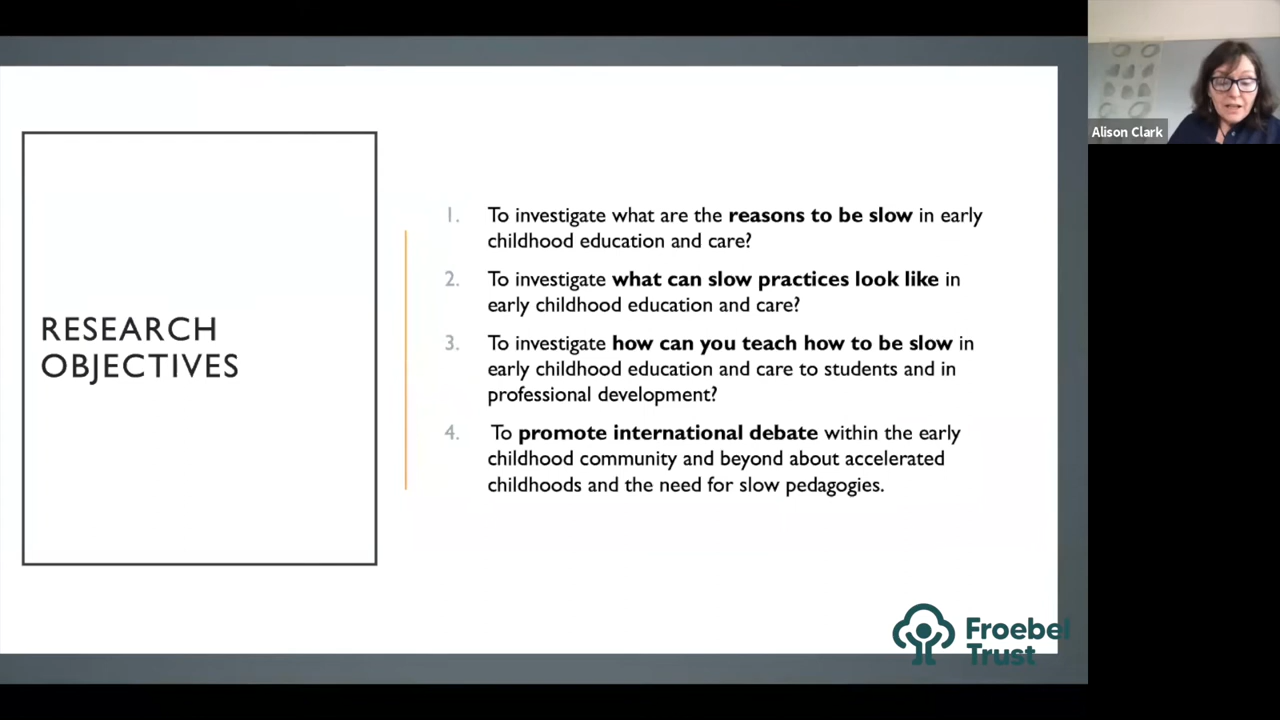 RESEARCH
OBJECTIVES
1. To investigate what are the reasons to be slow in early
childhood education and care?
2. To investigate what can slow practices look like in
early childhood education and care?
3. To investigate how can you teach how to be slow in
early childhood education and care to students and in
professional development?
4. To promote international debate within the early
childhood community and beyond about accelerated
childhoods and the need for slow pedagogies.
Froebel
Trust
Alison Clark